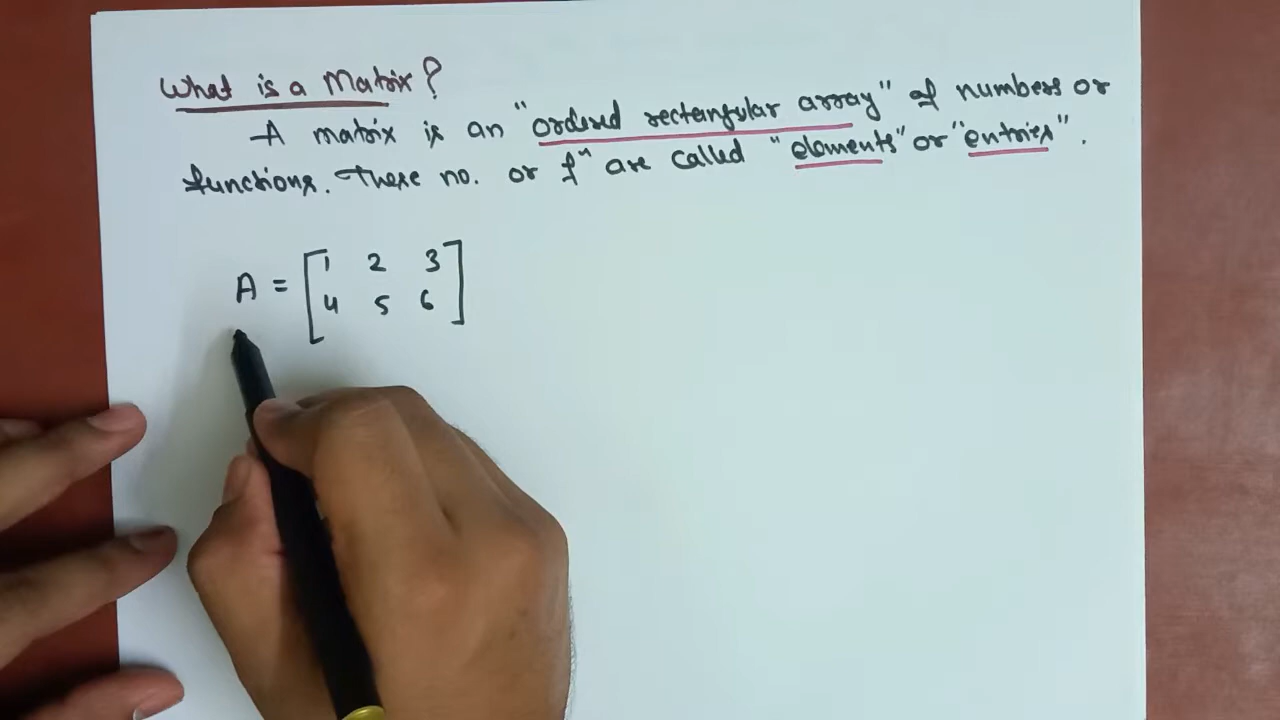 What is a Matrix?
A matrix is an "ordered rectangular array" of numbers or
functions. These no. or fⁿ are called "elements" or "entries".
A = [1 2 3
4 5 6]